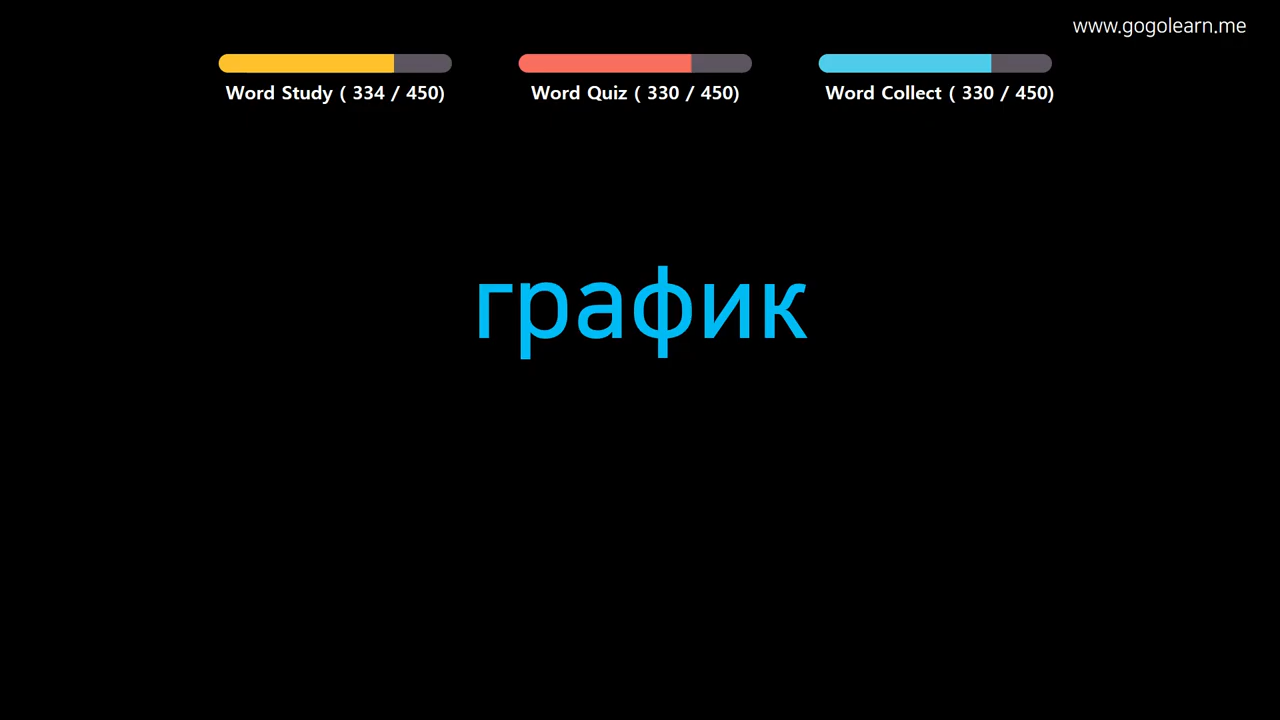 www.gogolearn.me
Word Study ( 334 / 450)
Word Quiz ( 330 / 450)
Word Collect ( 330 / 450)
график